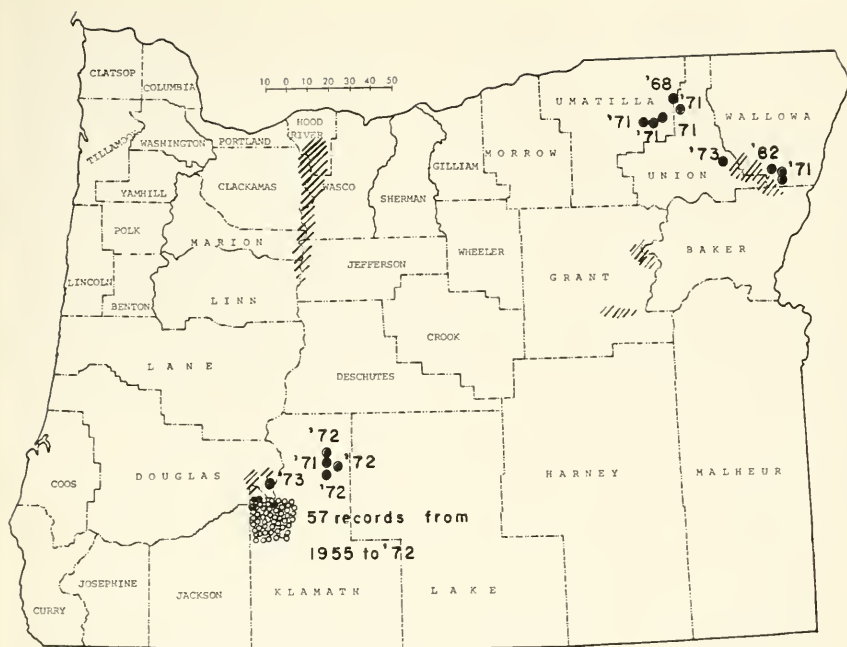 CLATSOP
COLUMBIA
TILLAMOOK
WASHINGTON
PORTLAND
HOOD
RIVER
10 0 10 20 30 40 50
YAMHILL
CLACKAMAS
WASCO
SHERMAN
GILLIAM
MORROW
UMATILLA
'68
'71
'71
'71
71
WALLOWA
'73
UNION
'62
'71
POLK
MARION
JEFFERSON
WHEELER
GRANT
BAKER
LINCOLN
BENTON
LINN
CROOK
LANE
DESCHUTES
COOS
DOUGLAS
'73
'72
'71
'72
'72
HARNEY
MALHEUR
57 records from
1955 to '72
CURRY
JOSEPHINE
JACKSON
KLAMATH
LAKE